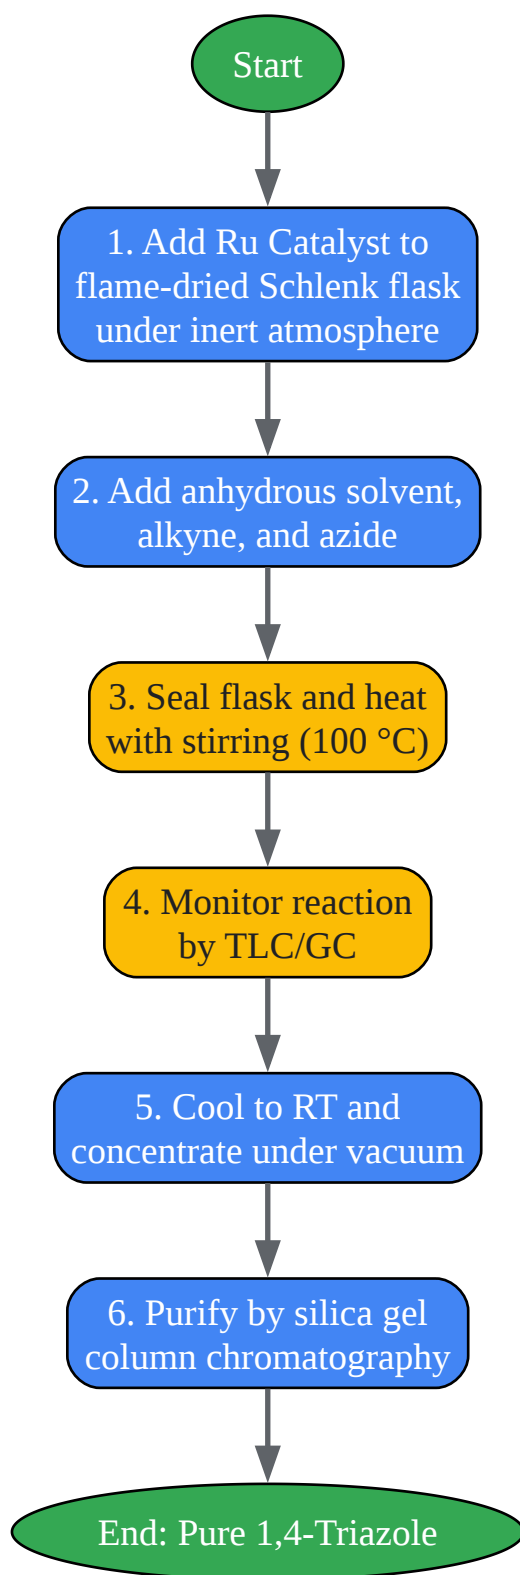 Start
1. Add Ru Catalyst to
flame-dried Schlenk flask
under inert atmosphere
2. Add anhydrous solvent,
alkyne, and azide
3. Seal flask and heat
with stirring (100 °C)
4. Monitor reaction
by TLC/GC
5. Cool to RT and
concentrate under vacuum
6. Purify by silica gel
column chromatography
End: Pure 1,4-Triazole